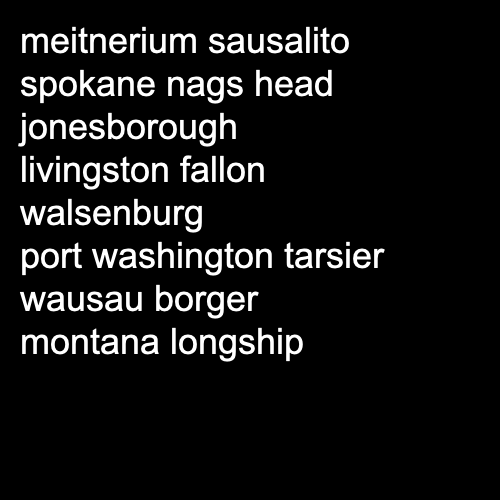 meitnerium sausalito
spokane nags head
jonesborough
livingston fallon
walsenburg
port washington tarsier
wausau borger
montana longship